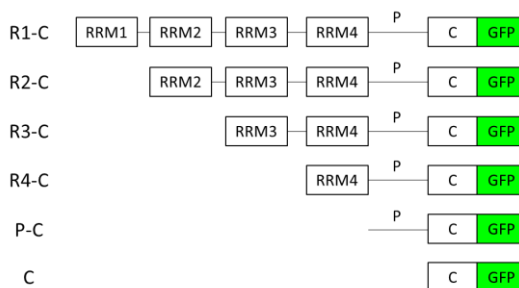 R1-C RRM1 RRM2 RRM3 RRM4 P C GFP
R2-C RRM2 RRM3 RRM4 P C GFP
R3-C RRM3 RRM4 P C GFP
R4-C RRM4 P C GFP
P-C P C GFP
C C GFP